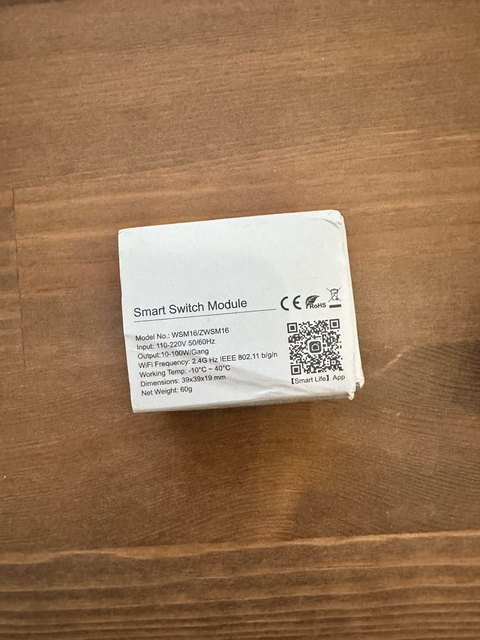 Smart Switch Module
CE RoHS
Model No.: WSM16/ZWSM16
Input: 110-220V 50/60Hz
Output:10-100W/Gang
WiFi Frequency: 2.4G Hz IEEE 802.11 b/g/n
Working Temp: -10°C ~ 40°C
Dimensions: 39x39x19 mm
Net Weight: 60g
【Smart Life】 App